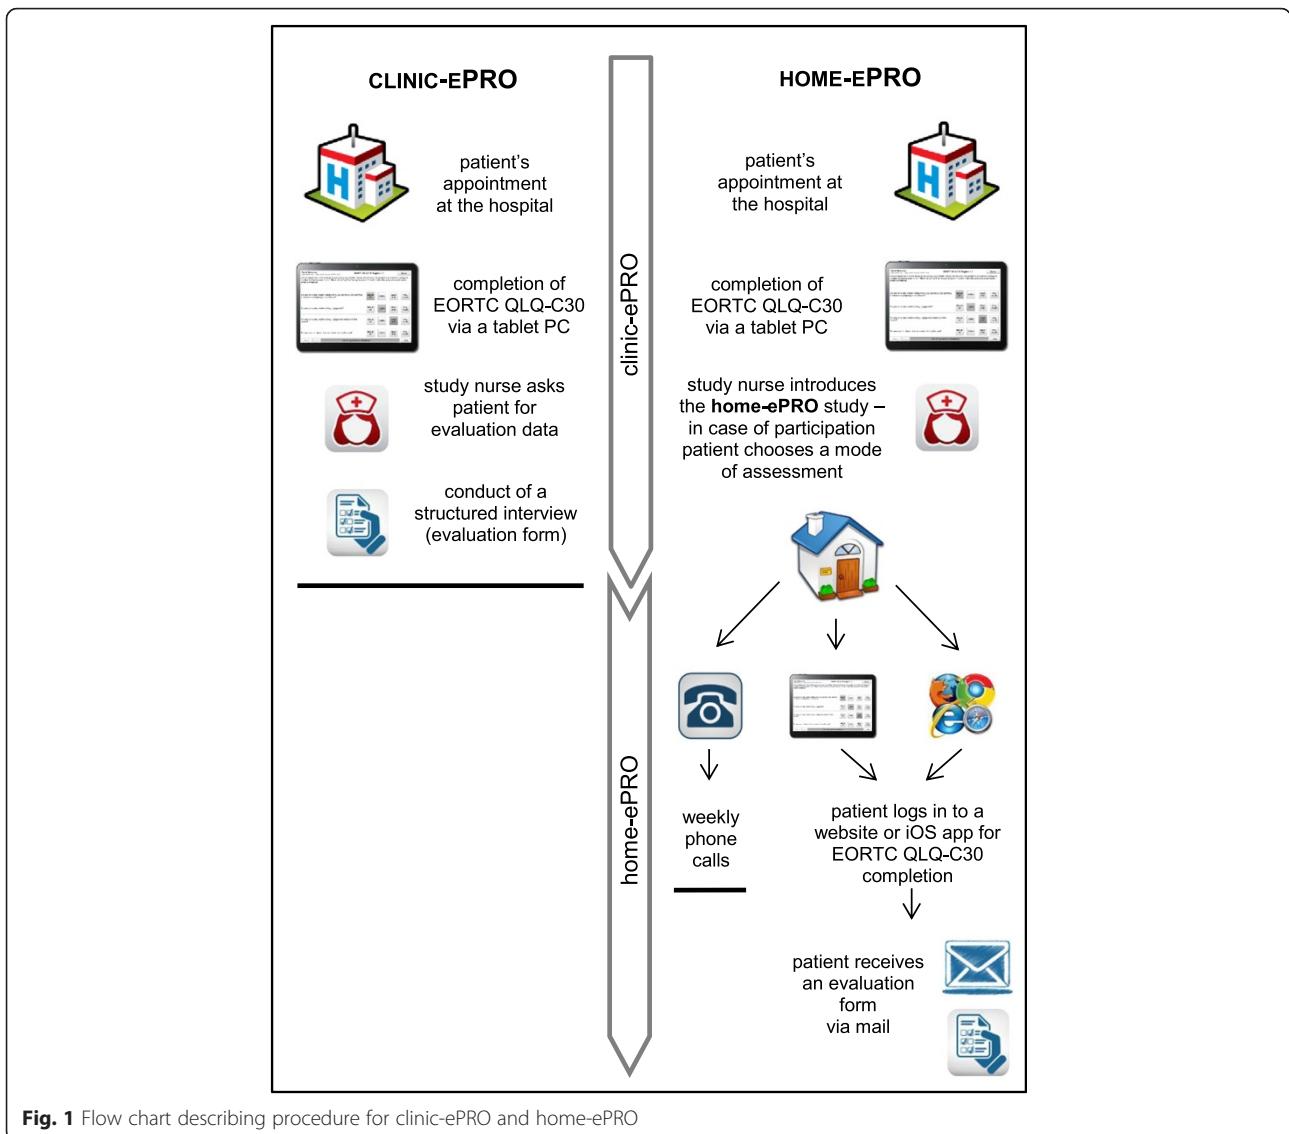 CLINIC-EPRO
patient's
appointment
at the hospital
completion of
EORTC QLQ-C30
via a tablet PC
study nurse asks
patient for
evaluation data
conduct of a
structured interview
(evaluation form)
clinic-ePRO
home-ePRO
HOME-EPRO
patient's
appointment at
the hospital
completion of
EORTC QLQ-C30
via a tablet PC
study nurse introduces
the home-ePRO study –
in case of participation
patient chooses a mode
of assessment
weekly
phone
calls
patient logs in to a
website or iOS app for
EORTC QLQ-C30
completion
patient receives
an evaluation
form
via mail
Fig. 1 Flow chart describing procedure for clinic-ePRO and home-ePRO